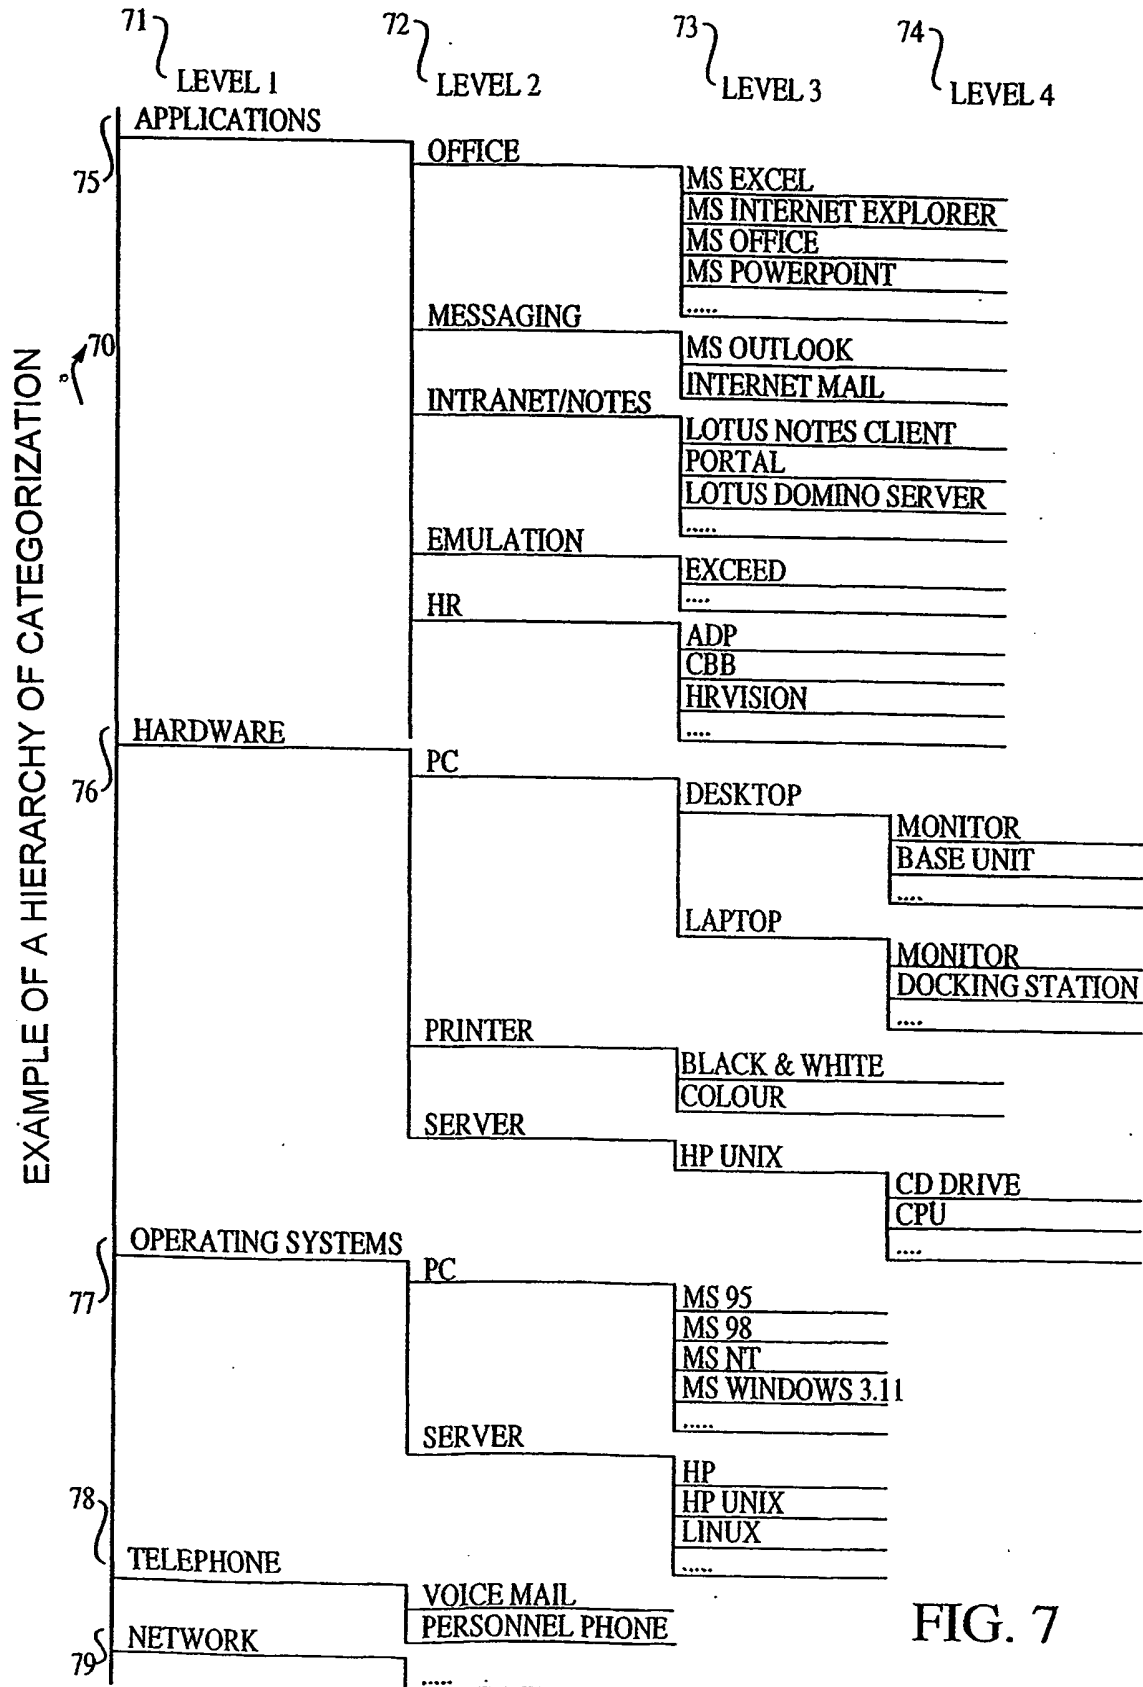 71
72
73
74
LEVEL 1
LEVEL 2
LEVEL 3
LEVEL 4
EXAMPLE OF A HIERARCHY OF CATEGORIZATION
70
75
APPLICATIONS
OFFICE
MS EXCEL
MS INTERNET EXPLORER
MS OFFICE
MS POWERPOINT
.....
MESSAGING
MS OUTLOOK
INTERNET MAIL
INTRANET/NOTES
LOTUS NOTES CLIENT
PORTAL
LOTUS DOMINO SERVER
.....
EMULATION
EXCEED
....
HR
ADP
CBB
HRVISION
....
76
HARDWARE
PC
DESKTOP
MONITOR
BASE UNIT
....
LAPTOP
MONITOR
DOCKING STATION
....
PRINTER
BLACK & WHITE
COLOUR
SERVER
HP UNIX
CD DRIVE
CPU
....
77
OPERATING SYSTEMS
PC
MS 95
MS 98
MS NT
MS WINDOWS 3.11
.....
SERVER
HP
HP UNIX
LINUX
.....
78
TELEPHONE
VOICE MAIL
PERSONNEL PHONE
79
NETWORK
.....
FIG. 7